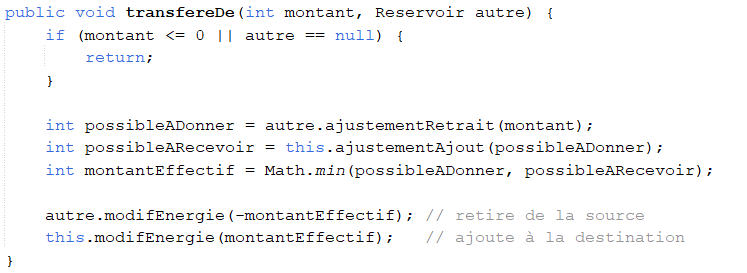 public void transfereDe(int montant, Reservoir autre) {
    if (montant <= 0 || autre == null) {
        return;
    }

    int possibleADonner = autre.ajustementRetrait(montant);
    int possibleARecevoir = this.ajustementAjout(possibleADonner);
    int montantEffectif = Math.min(possibleADonner, possibleARecevoir);

    autre.modifEnergie(-montantEffectif); // retire de la source
    this.modifEnergie(montantEffectif);   // ajoute à la destination
}